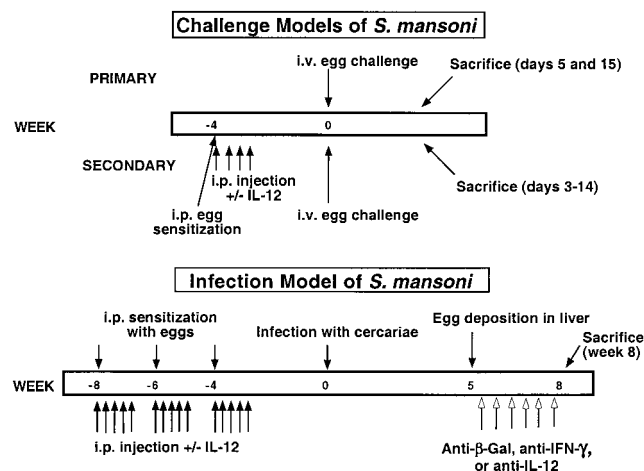 Challenge Models of S. mansoni
i.v. egg challenge
PRIMARY
Sacrifice (days 5 and 15)
WEEK
-4
0
SECONDARY
i.p. injection
+/- IL-12
i.p. egg
sensitization
i.v. egg challenge
Sacrifice (days 3-14)
Infection Model of S. mansoni
i.p. sensitization
with eggs
Infection with cercariae
Egg deposition in liver
Sacrifice
(week 8)
WEEK
-8
-6
-4
0
5
8
i.p. injection +/- IL-12
Anti-β-Gal, anti-IFN-γ,
or anti-IL-12